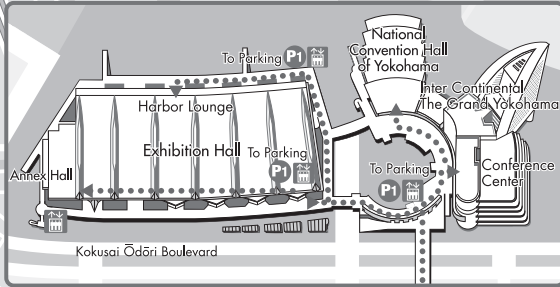 National
Convention Hall
of Yokohama
To Parking P1
Inter Continental
The Grand Yokohama
Harbor Lounge
Exhibition Hall
To Parking
P1
Annex Hall
To Parking
P1
Conference
Center
Kokusai Ōdōri Boulevard